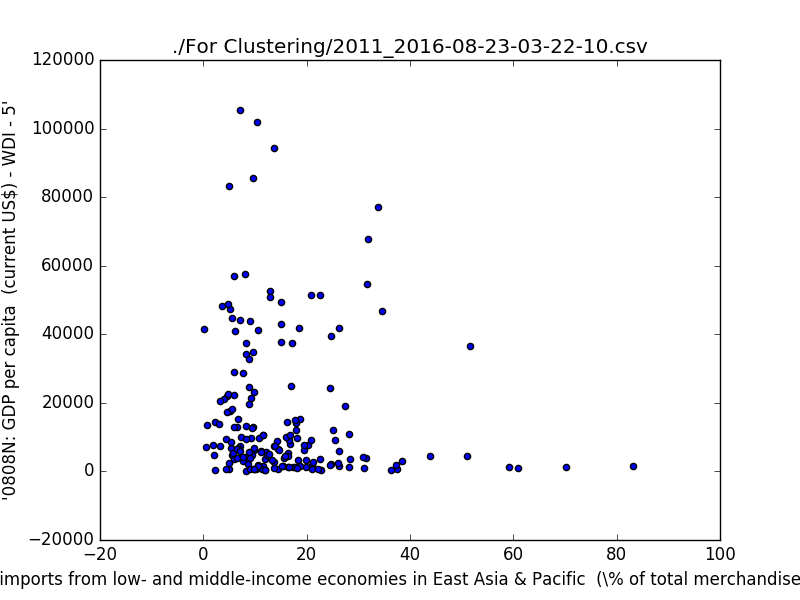 ./For Clustering/2011_2016-08-23-03-22-10.csv
120000
100000
80000
60000
40000
20000
0
−20000
'0808N: GDP per capita (current US$) - WDI - 5'
−20 0 20 40 60 80 100
imports from low- and middle-income economies in East Asia & Pacific (\% of total merchandise